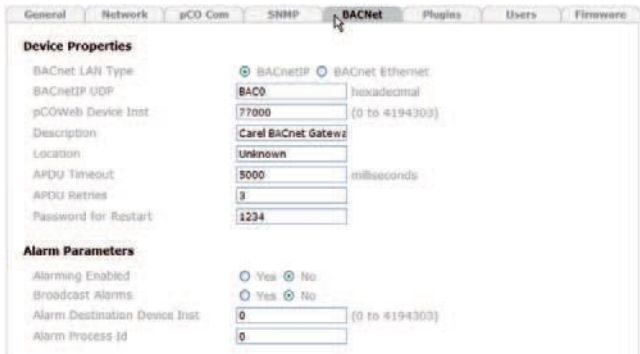 General Network pCO Com SNMP BACNet Plugins Users Firmware
Device Properties
BACnet LAN Type BACnetIP BACnet Ethernet
BACnetIP UDP BAC0 hexadecimal
pCOWeb Device Inst 77000 (0 to 4194303)
Description Carel BACnet Gatewa
Location Unknown
APDU Timeout 5000 milliseconds
APDU Retries 3
Password for Restart 1234
Alarm Parameters
Alarming Enabled Yes No
Broadcast Alarms Yes No
Alarm Destination Device Inst 0 (0 to 4194303)
Alarm Process Id 0